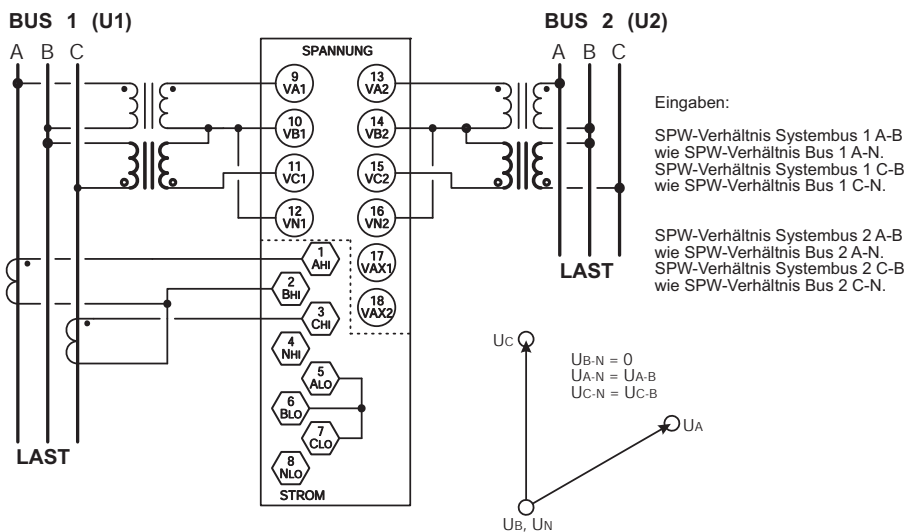 BUS 1 (U1)
A B C
SPANNUNG
9
VA1
10
VB1
11
VC1
12
VN1
13
VA2
14
VB2
15
VC2
16
VN2
17
VAX1
18
VAX2
1
AHI
2
BHI
3
CHI
4
NHI
5
ALO
6
BLO
7
CLO
8
NLO
STROM
LAST
BUS 2 (U2)
A B C
LAST
Eingaben:
SPW-Verhältnis Systembus 1 A-B
wie SPW-Verhältnis Bus 1 A-N.
SPW-Verhältnis Systembus 1 C-B
wie SPW-Verhältnis Bus 1 C-N.
SPW-Verhältnis Systembus 2 A-B
wie SPW-Verhältnis Bus 2 A-N.
SPW-Verhältnis Systembus 2 C-B
wie SPW-Verhältnis Bus 2 C-N.
UC
UB-N = 0
UA-N = UA-B
UC-N = UC-B
UA
UB, UN